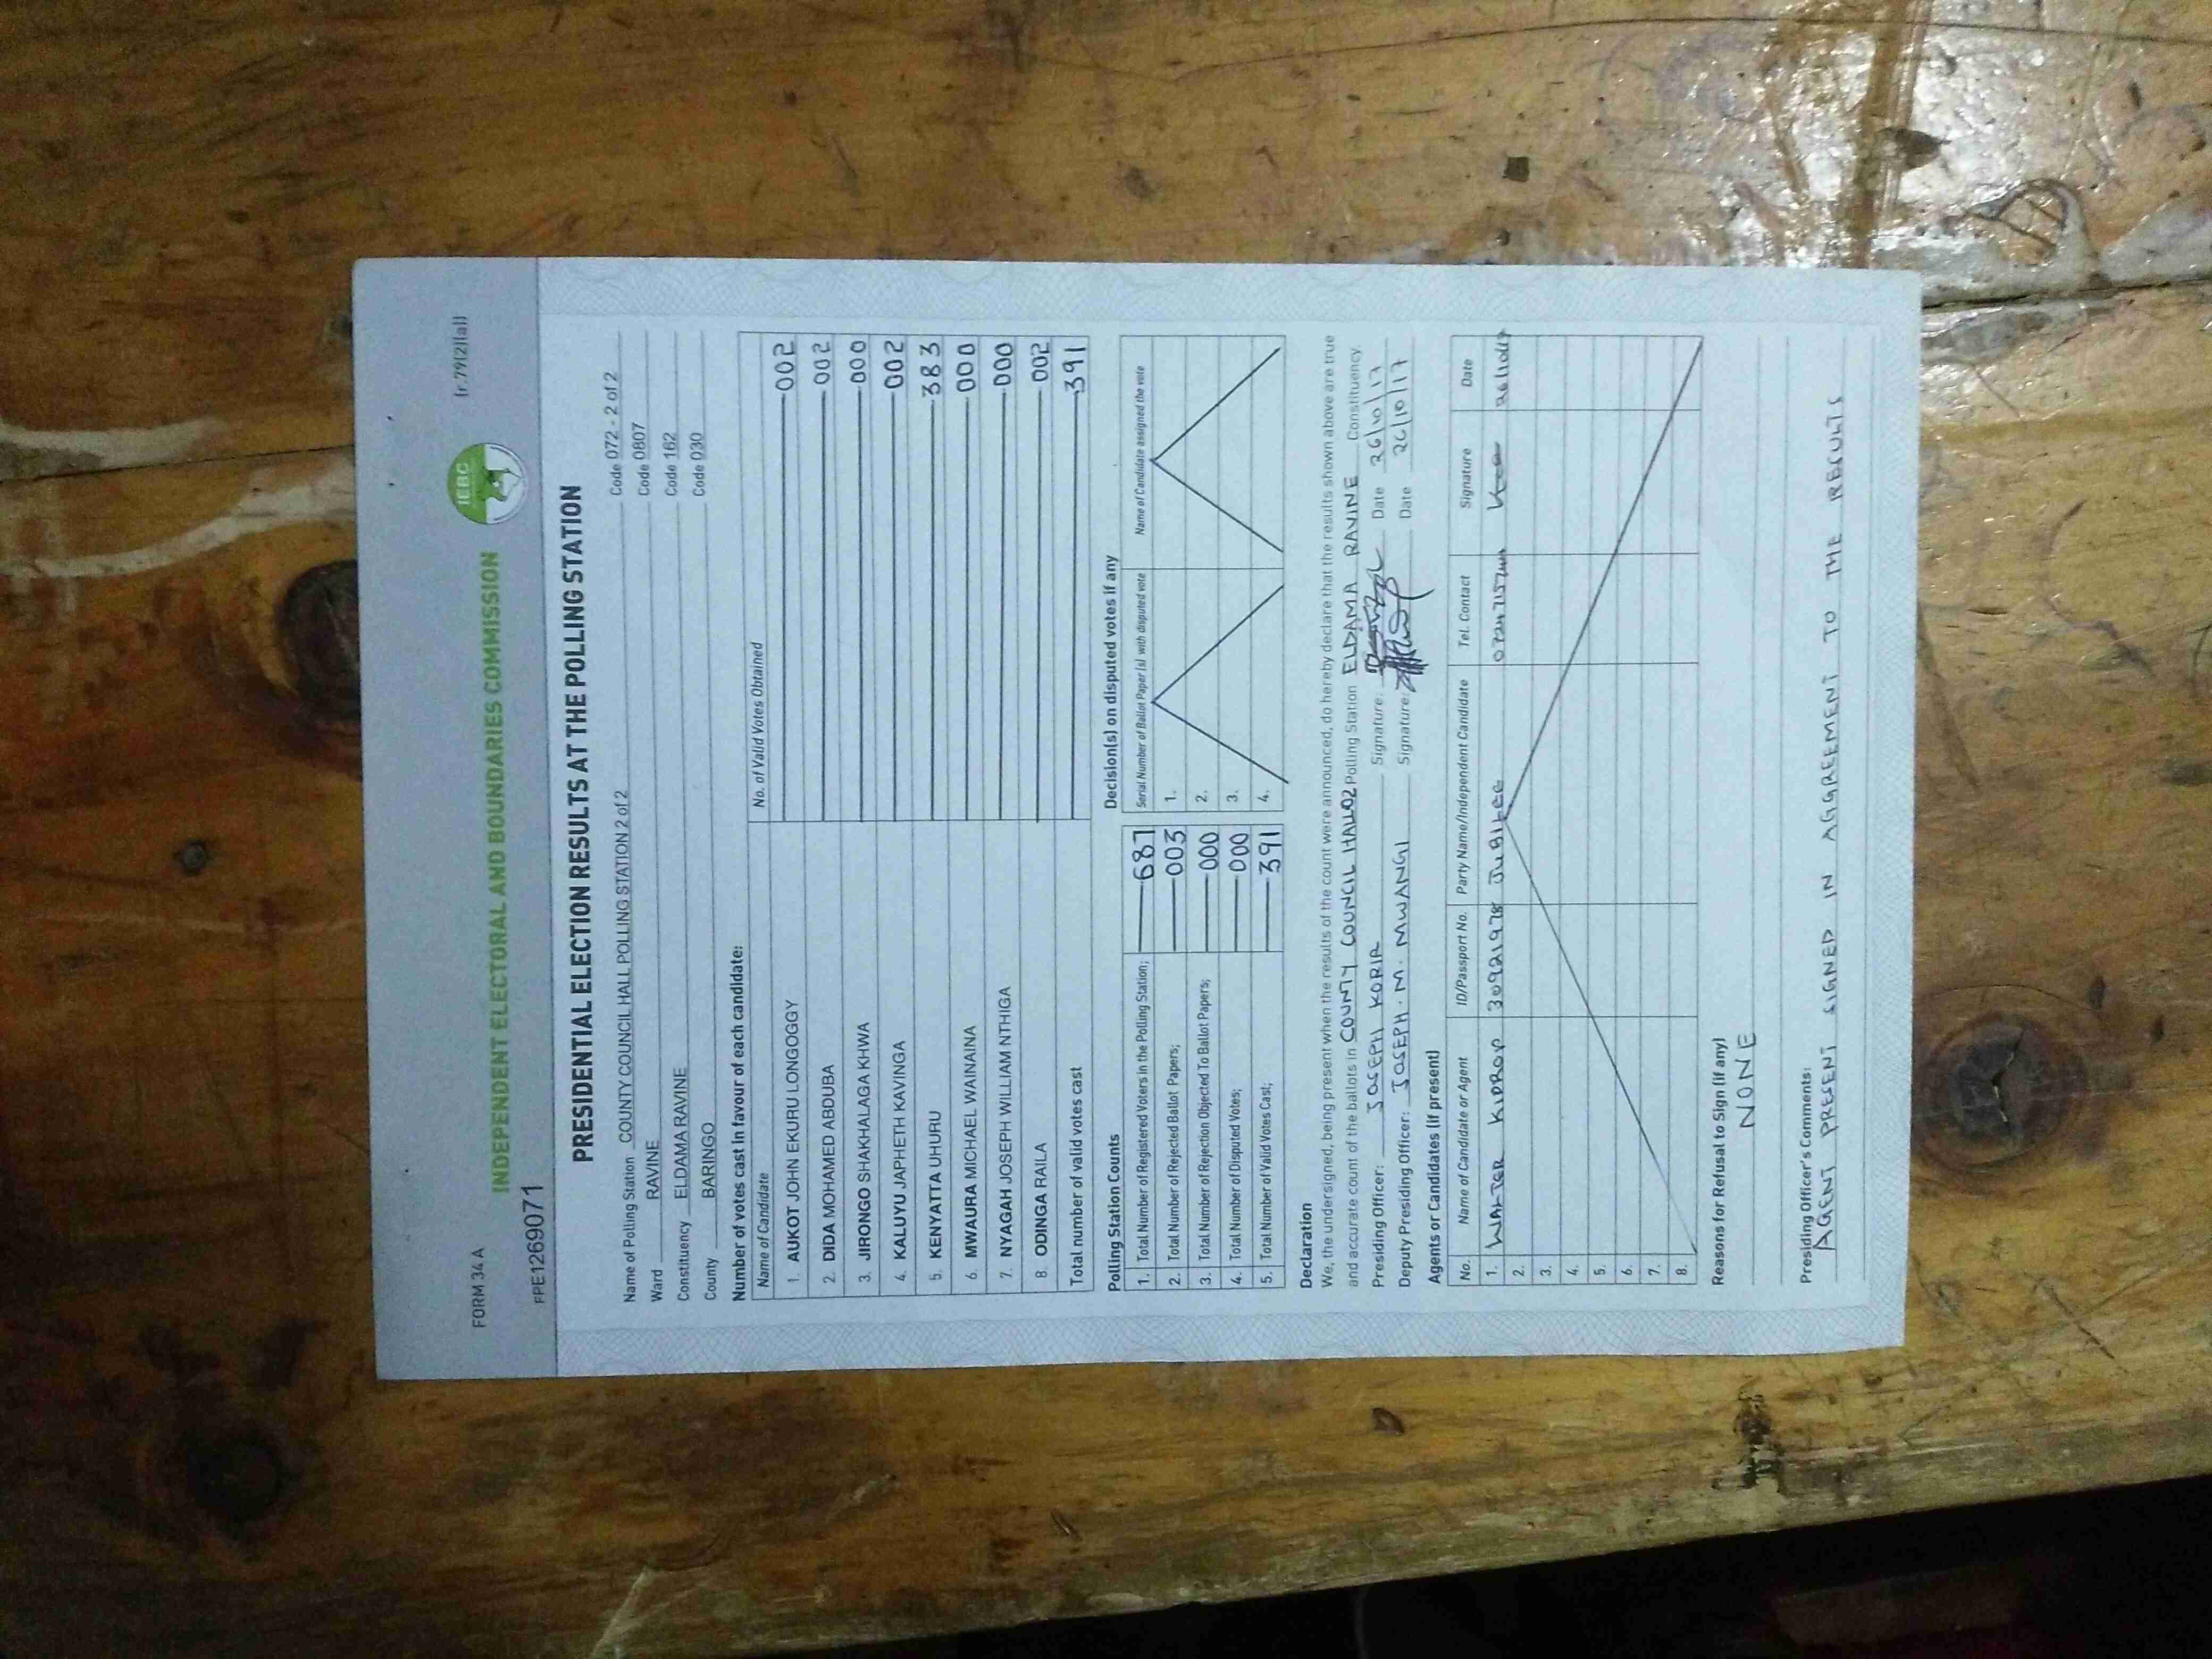 FORM 34 A
(r.79(2)(a))
INDEPENDENT ELECTORAL AND BOUNDARIES COMMISSION
IEBC
FPE1269071
PRESIDENTIAL ELECTION RESULTS AT THE POLLING STATION
Name of Polling Station COUNTY COUNCIL HALL POLLING STATION 2 of 2 Code 072 - 2 of 2
Ward RAVINE Code 0807
Constituency ELDAMA RAVINE Code 162
County BARINGO Code 030
Number of votes cast in favour of each candidate:
Name of Candidate No. of Valid Votes Obtained
1. AUKOT JOHN EKURU LONGOGGY 002
2. DIDA MOHAMED ABDUBA 002
3. JIRONGO SHAKHALAGA KHWA 000
4. KALUYU JAPHETH KAVINGA 002
5. KENYATTA UHURU 383
6. MWAURA MICHAEL WAINAINA 000
7. NYAGAH JOSEPH WILLIAM NTHIGA 000
8. ODINGA RAILA 002
Total number of valid votes cast 391
Polling Station Counts
1. Total Number of Registered Voters in the Polling Station; 687
2. Total Number of Rejected Ballot Papers; 003
3. Total Number of Rejection Objected To Ballot Papers; 000
4. Total Number of Disputed Votes; 000
5. Total Number of Valid Votes Cast; 391
Decision(s) on disputed votes if any
Serial Number of Ballot Paper (s) with disputed vote Name of Candidate assigned the vote
1.
2.
3.
4.
Declaration
We, the undersigned, being present when the results of the count were announced, do hereby declare that the results shown above are true
and accurate count of the ballots in COUNTY COUNCIL HALL 02 Polling Station ELDAMA RAVINE Constituency.
Presiding Officer: JOSEPH KORIR Signature: Date 26/10/17
Deputy Presiding Officer: JOSEPH. M. MWANGI Signature: Date 26/10/17
Agents or Candidates (if present)
No. Name of Candidate or Agent ID/Passport No. Party Name/Independent Candidate Tel. Contact Signature Date
1. WALTER KIPROP 30921978 JUBILEE
2.
3.
4.
5.
6.
7.
8.
Reasons for Refusal to Sign (if any)
NONE
Presiding Officer's Comments:
AGENT PRESENT SIGNED IN AGGREEMENT TO THE RESULTS